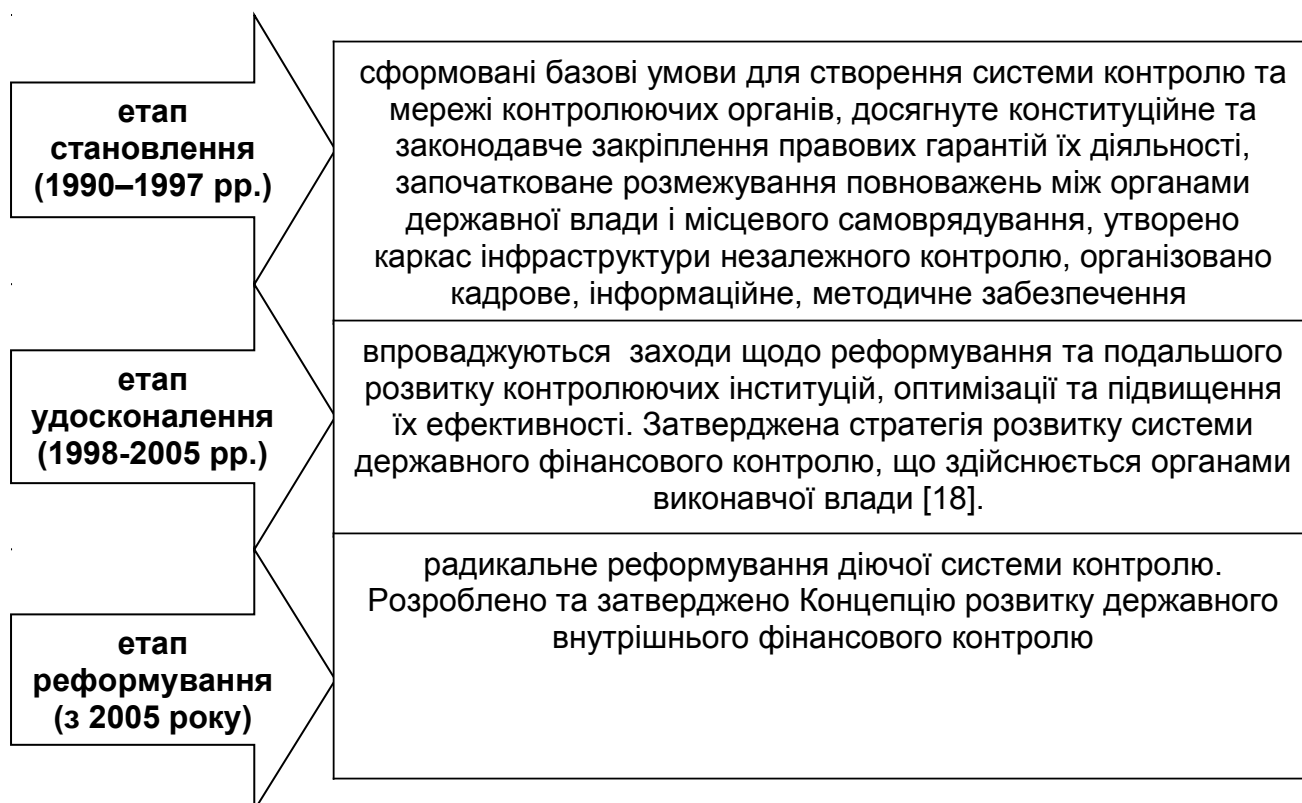 етап
становлення
(1990–1997 рр.)
сформовані базові умови для створення системи контролю та
мережі контролюючих органів, досягнуте конституційне та
законодавче закріплення правових гарантій їх діяльності,
започатковане розмежування повноважень між органами
державної влади і місцевого самоврядування, утворено
каркас інфраструктури незалежного контролю, організовано
кадрове, інформаційне, методичне забезпечення
етап
удосконалення
(1998-2005 рр.)
впроваджуються заходи щодо реформування та подальшого
розвитку контролюючих інституцій, оптимізації та підвищення
їх ефективності. Затверджена стратегія розвитку системи
державного фінансового контролю, що здійснюється органами
виконавчої влади [18].
етап
реформування
(з 2005 року)
радикальне реформування діючої системи контролю.
Розроблено та затверджено Концепцію розвитку державного
внутрішнього фінансового контролю